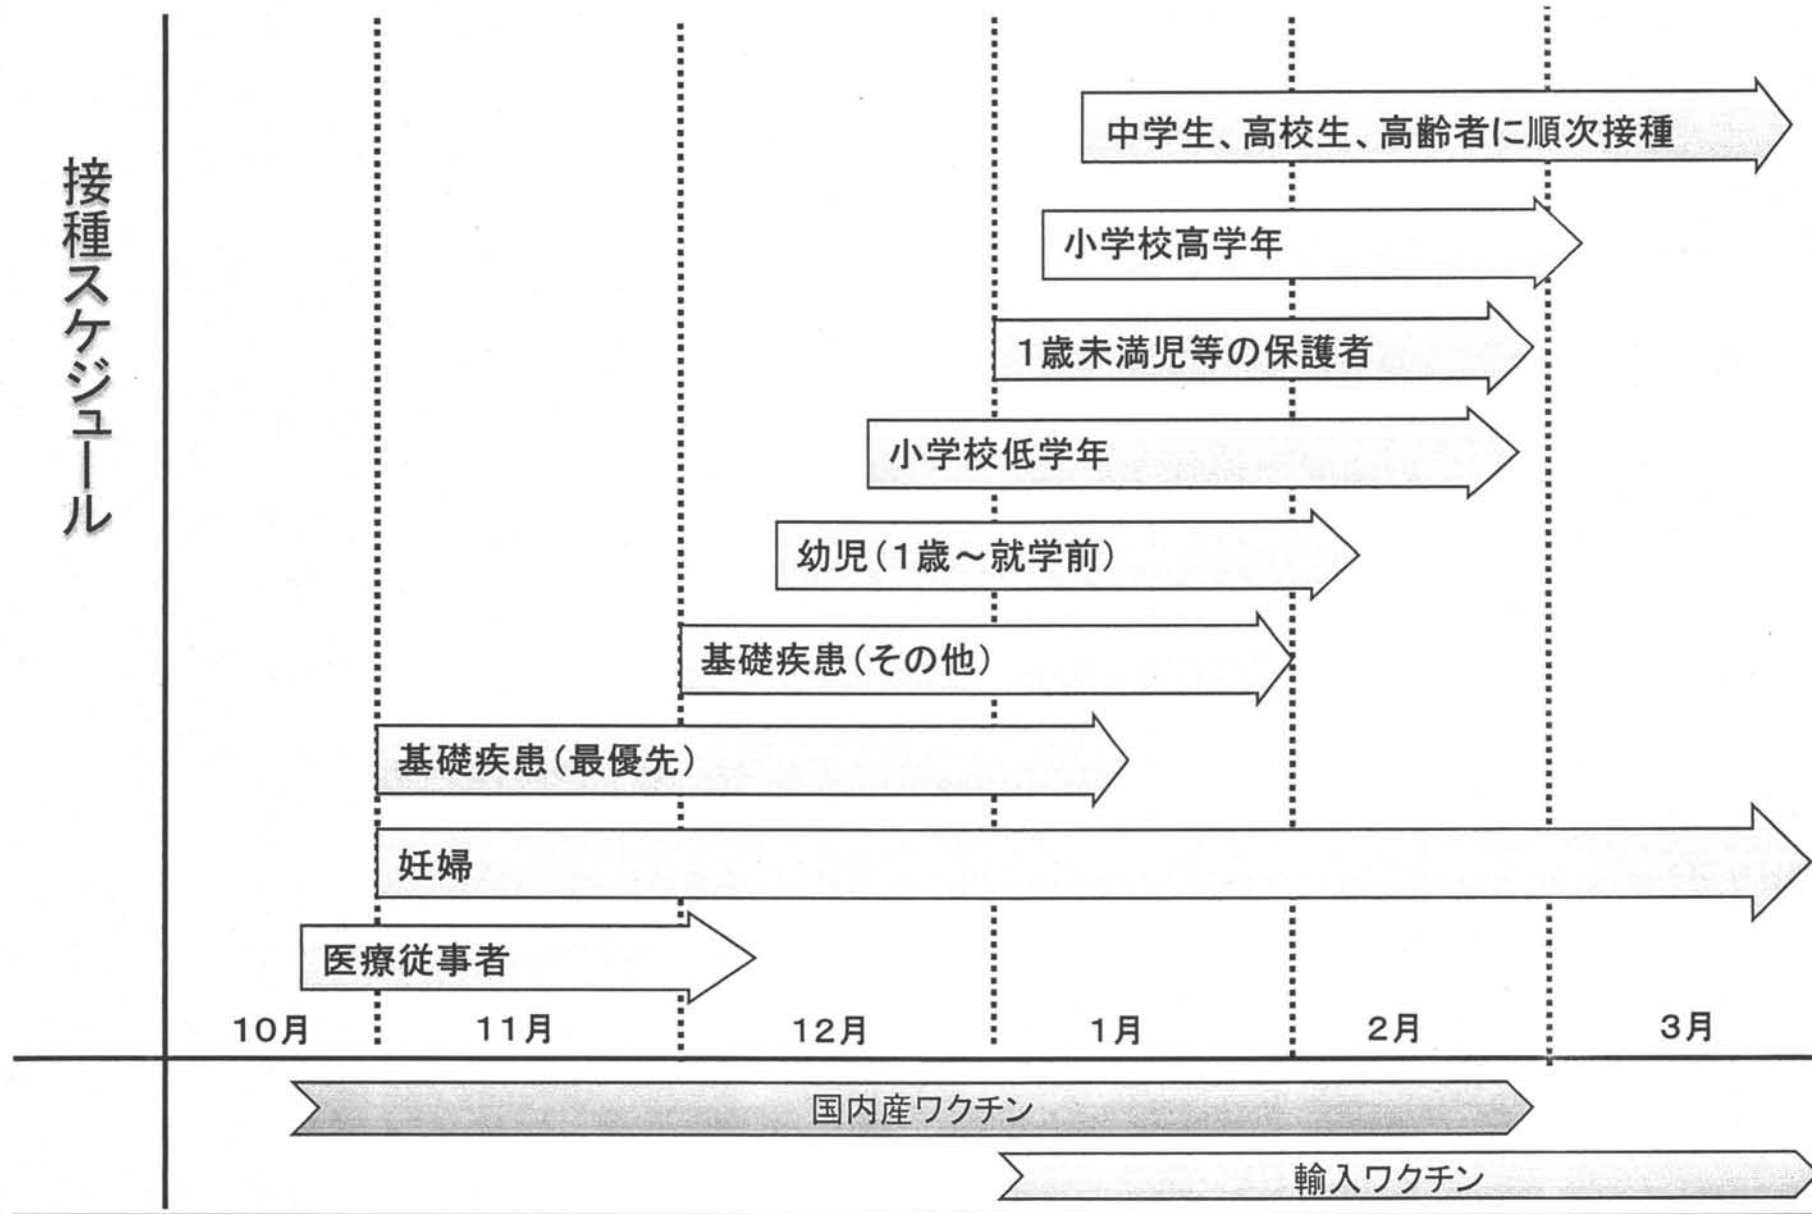 接種スケジュール
中学生、高校生、高齢者に順次接種
小学校高学年
1歳未満児等の保護者
小学校低学年
幼児(1歳～就学前)
基礎疾患(その他)
基礎疾患(最優先)
妊婦
医療従事者
10月 11月 12月 1月 2月 3月
国内産ワクチン
輸入ワクチン